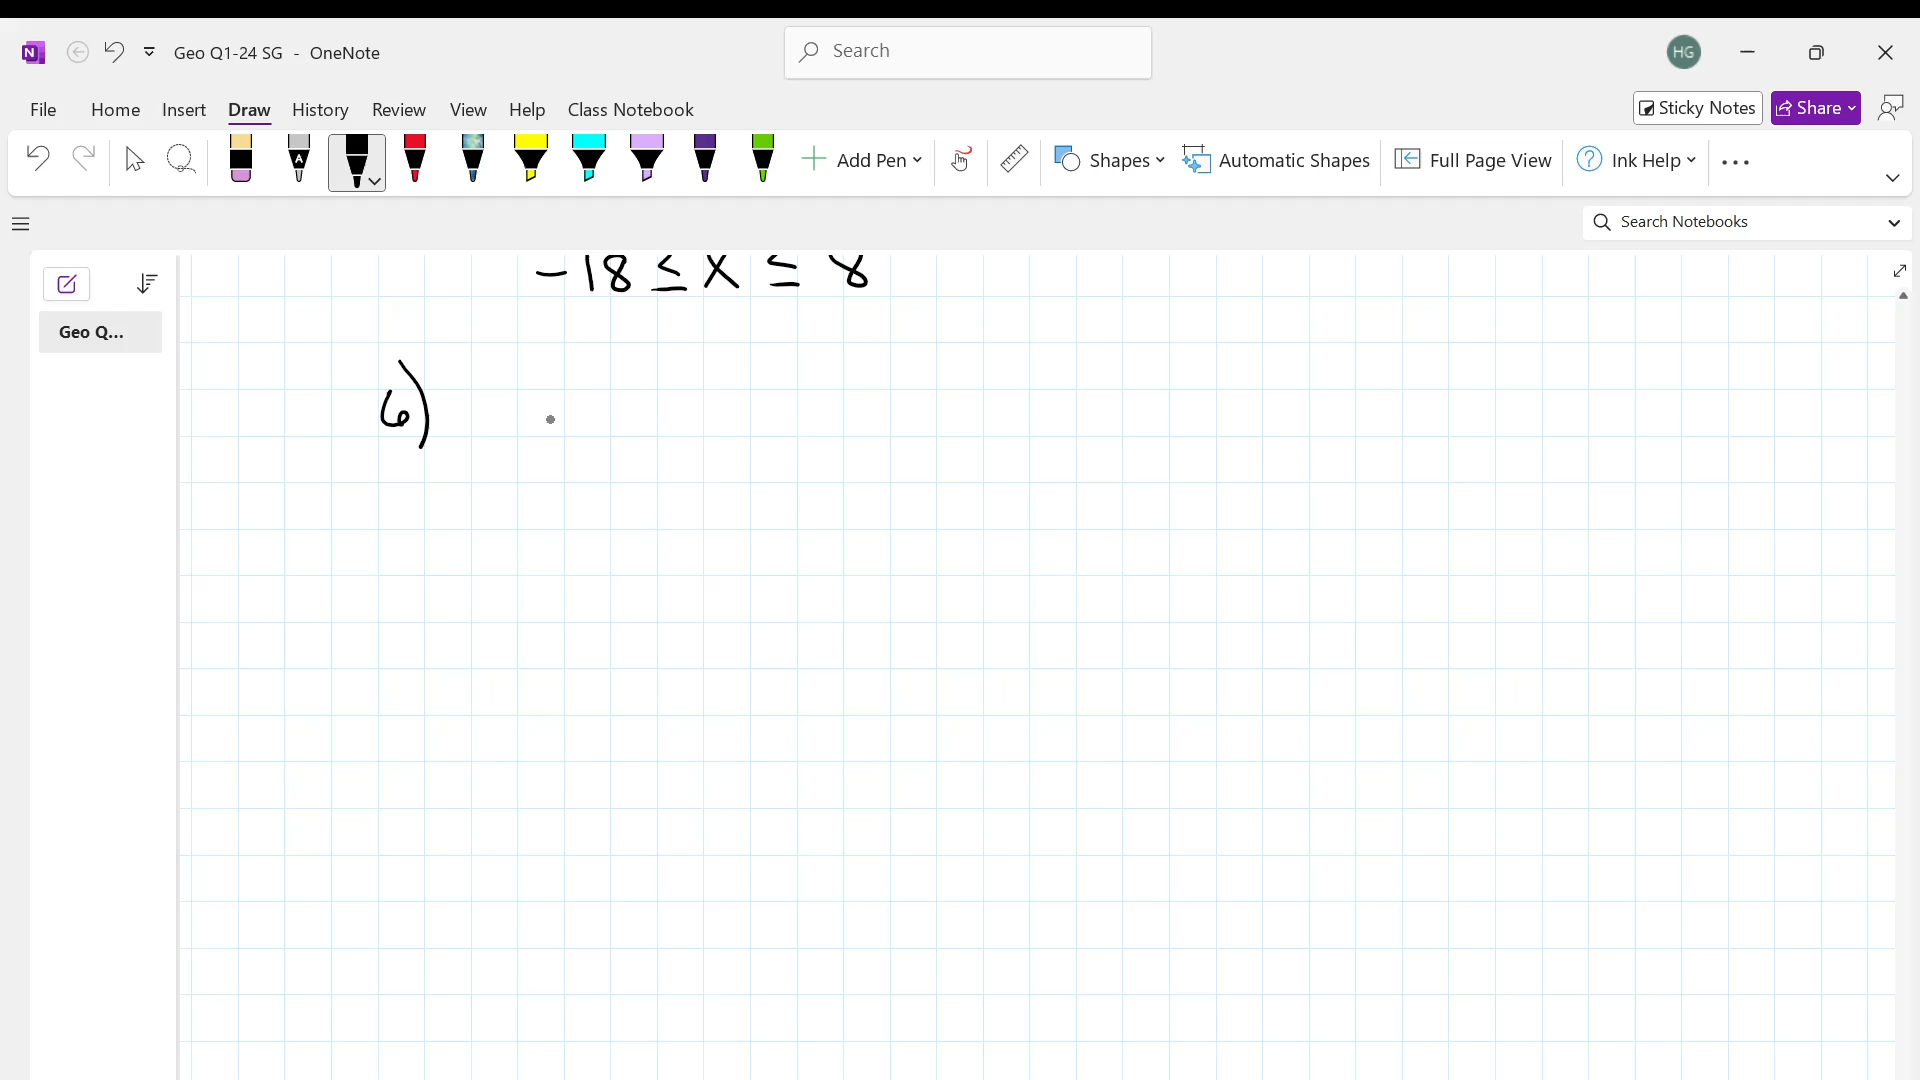 Geo Q1-24 SG - OneNote
Search
HG
File Home Insert Draw History Review View Help Class Notebook
Sticky Notes
Share
A
Add Pen
Shapes
Automatic Shapes
Full Page View
Ink Help
Search Notebooks
Geo Q...
-18 ≤ x ≤ 8
6)